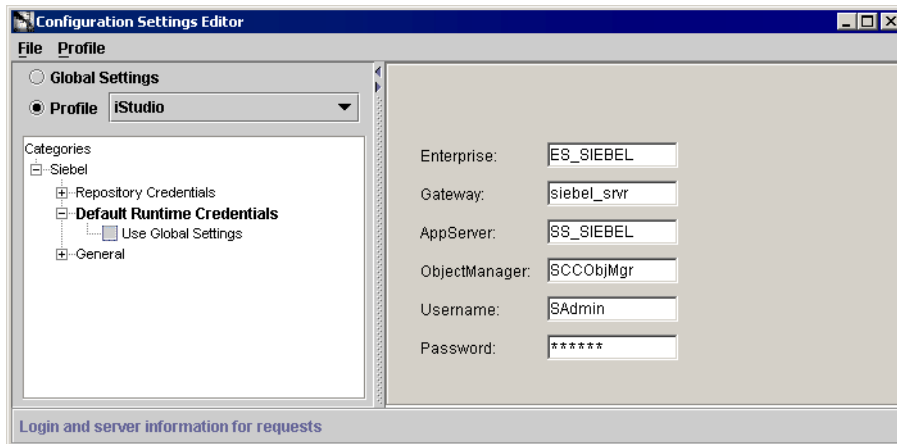 Configuration Settings Editor
File Profile
Global Settings
Profile iStudio
Categories
Siebel
Repository Credentials
Default Runtime Credentials
Use Global Settings
General
Enterprise: ES_SIEBEL
Gateway: siebel_srvr
AppServer: SS_SIEBEL
ObjectManager: SCCObjMgr
Username: SAdmin
Password: ******
Login and server information for requests